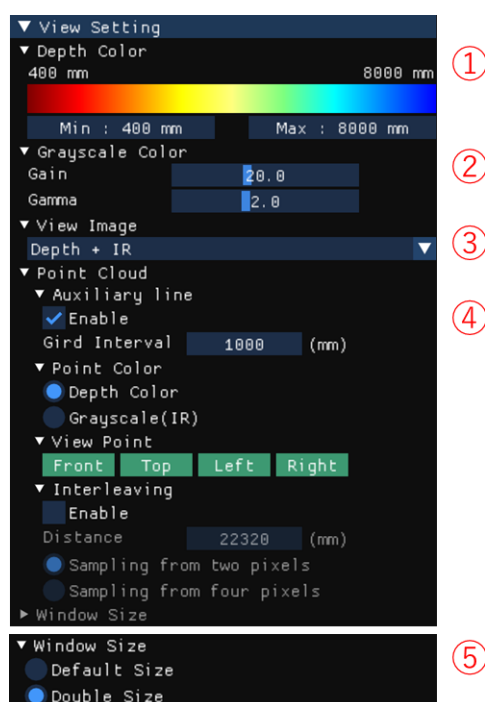 ▼ View Setting
▼ Depth Color
400 mm 8000 mm
①
Min : 400 mm Max : 8000 mm
▼ Grayscale Color
②
Gain 20.0
Gamma 2.0
▼ View Image
③
Depth + IR ▼
▼ Point Cloud
▼ Auxiliary line
④
Enable
Gird Interval 1000 (mm)
▼ Point Color
Depth Color
Grayscale(IR)
▼ View Point
Front Top Left Right
▼ Interleaving
Enable
Distance 22320 (mm)
Sampling from two pixels
Sampling from four pixels
► Window Size
▼ Window Size
⑤
Default Size
Double Size